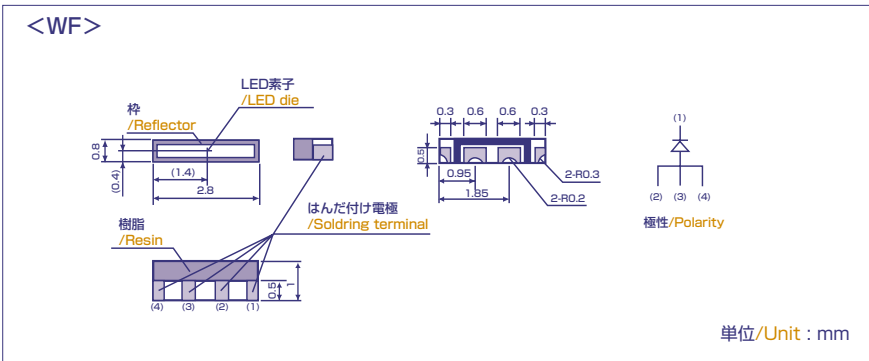 <WF>
LED素子
/LED die
枠
/Reflector
0.8
(0.4)
(1.4)
2.8
0.3
0.6
0.6
0.3
0.5
0.95
1.85
2-R0.3
2-R0.2
(1)
(2)
(3)
(4)
極性/Polarity
はんだ付け電極
/Soldring terminal
樹脂
/Resin
0.5
1
(4)
(3)
(2)
(1)
単位/Unit : mm